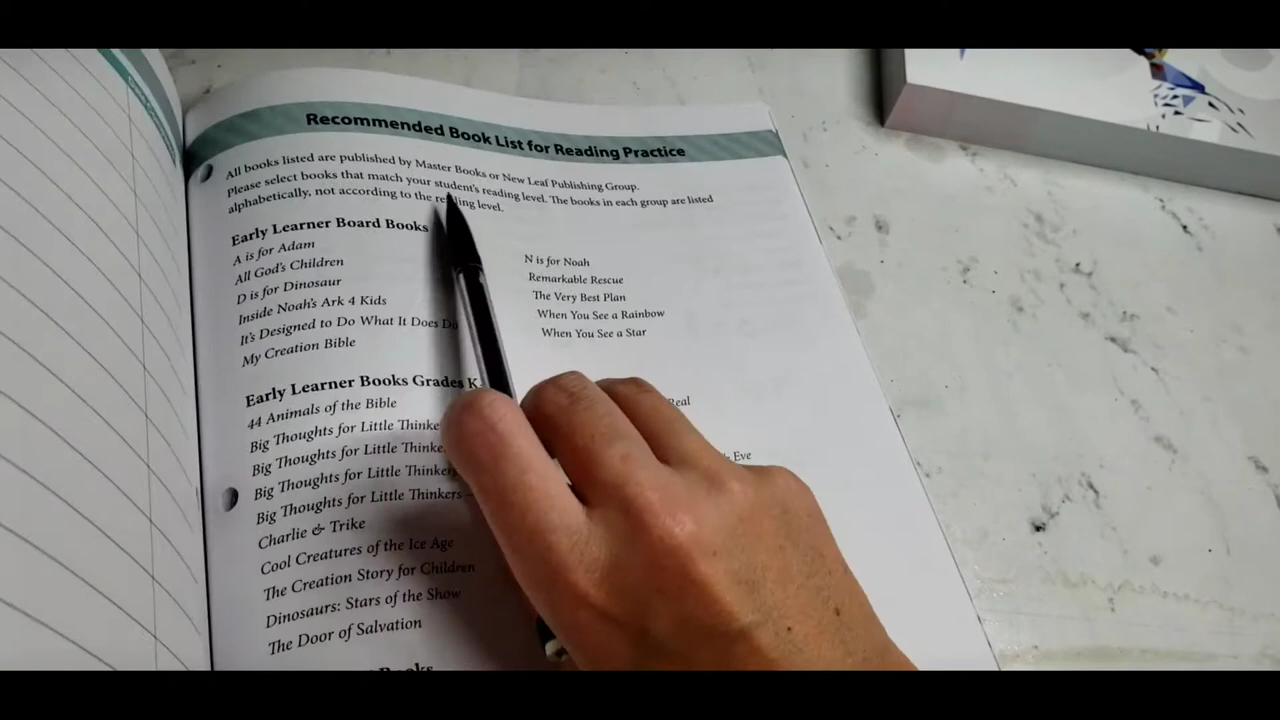 Recommended Book List for Reading Practice
All books listed are published by Master Books or New Leaf Publishing Group.
Please select books that match your student's reading level. The books in each group are listed
alphabetically, not according to the reading level.
Early Learner Board Books
A is for Adam
All God's Children
D is for Dinosaur
Inside Noah's Ark 4 Kids
It's Designed to Do What It Does Do
My Creation Bible
N is for Noah
Remarkable Rescue
The Very Best Plan
When You See a Rainbow
When You See a Star
Early Learner Books Grades K-
44 Animals of the Bible
Big Thoughts for Little Thinke
Big Thoughts for Little Thinke
Big Thoughts for Little Thinkers
Big Thoughts for Little Thinkers –
Charlie & Trike
Cool Creatures of the Ice Age
The Creation Story for Children
Dinosaurs: Stars of the Show
The Door of Salvation
Real
Eve
Books